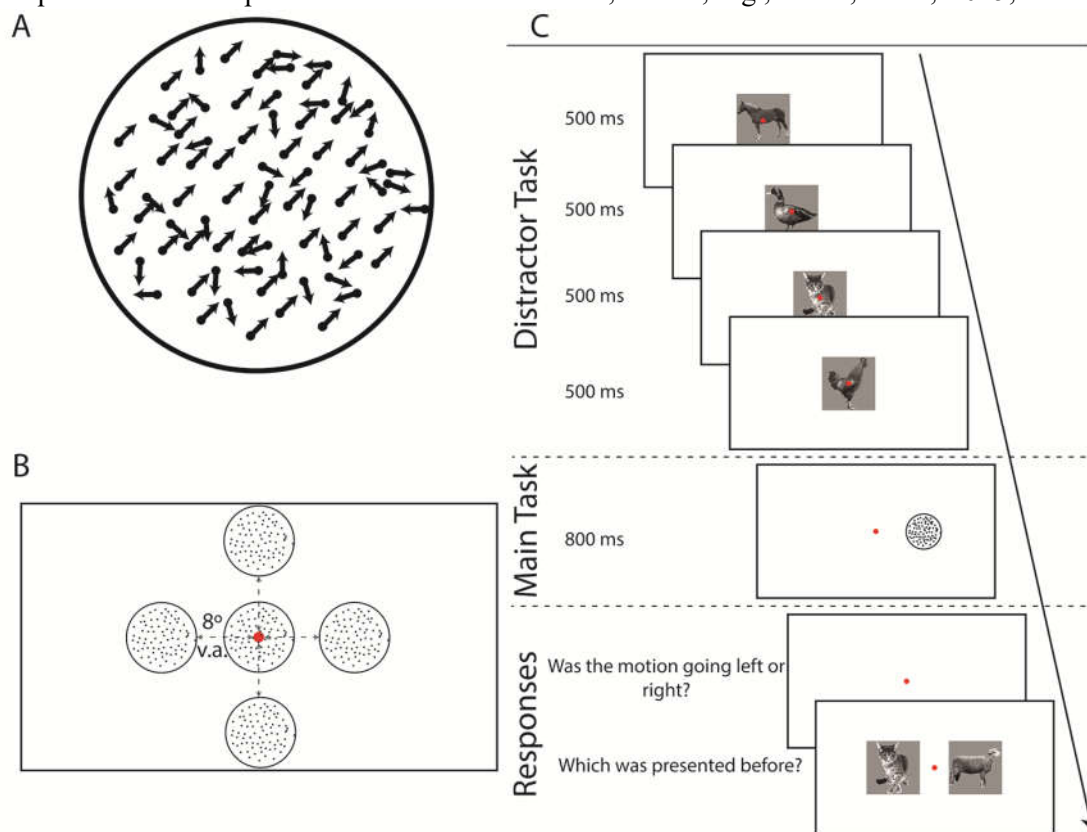 A
C
Distractor Task
500 ms
500 ms
500 ms
500 ms
B
8°
v.a.
Main Task
800 ms
Responses
Was the motion going left or
right?
Which was presented before?